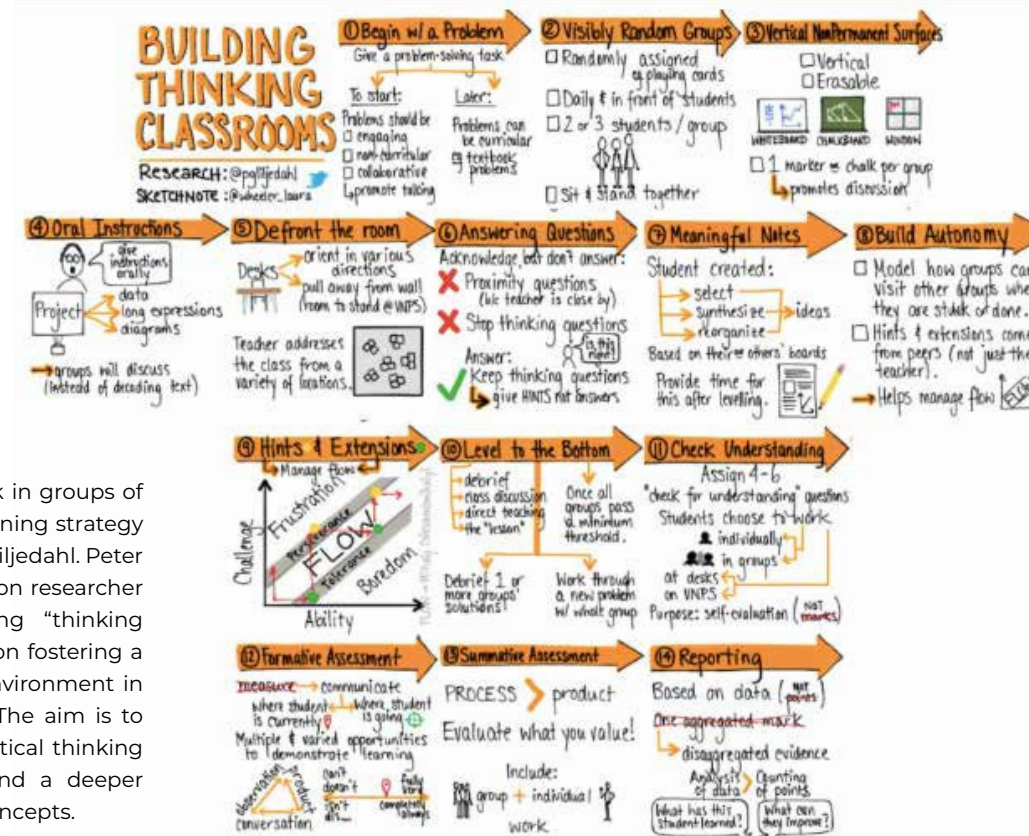 BUILDING
THINKING
CLASSROOMS
RESEARCH: @pgliljedahl
SKETCHNOTE: @wheeler_laura
① Begin w/ a Problem
Give a problem-solving task
To start:
Problems should be
engaging
non-curricular
collaborative
promote talking
Later:
Problems can
be curricular
eg textbook
problems
② Visibly Random Groups
Randomly assigned
eg playing cards
Daily & in front of students
2 or 3 students/group
Sit & Stand together
③ Vertical NonPermanent Surfaces
Vertical
Erasable
WHITEBOARD CHALKBOARD WINDOW
1 marker or chalk per group
promotes discussion
④ Oral Instructions
give
instructions
orally
Project
data
long expressions
diagrams
groups will discuss
(instead of decoding text)
⑤ Defront the room
Desks
orient in various
directions
pull away from wall
(room to stand @VNPS)
Teacher addresses
the class from a
variety of locations.
⑥ Answering Questions
Acknowledge, but don't answer:
Proximity questions
(b/c teacher is close by)
Stop thinking questions
is this
right?
Answer:
Keep thinking questions
give HINTS not answers
⑦ Meaningful Notes
Student created:
select
synthesize
reorganize
ideas
Based on their or others' boards
Provide time for
this after levelling.
⑧ Build Autonomy
Model how groups can
visit other groups whe
they are stuck or done.
Hints & extensions come
from peers (not just the
teacher).
Helps manage flow
FLOW
⑨ Hints & Extensions
Manage flow
Challenge
Frustration
Perseverance
FLOW
Tolerance
Boredom
Ability
⑩ Level to the Bottom
debrief
class discussion
direct teaching
the "lesson"
Once all
groups pass
a minimum
threshold.
Debrief 1 or
more groups'
solutions
Work through
a new problem
w/ whole group
⑪ Check Understanding
Assign 4-6
"check for understanding" questions
Students choose to work
individually
in groups
at desks
on VNPS
Purpose: self-evaluation (NOT
marks)
k in groups of
ning strategy
iljedahl. Peter
on researcher
ng "thinking
on fostering a
nvironment in
The aim is to
tical thinking
nd a deeper
ncepts.
⑫ Formative Assessment
measure communicate
where student
is currently
where student
is going
Multiple & varied opportunities
to demonstrate learning
observation
product
conversation
can't
doesn't
isn't
fully
very
completely
always
⑬ Summative Assessment
PROCESS > product
Evaluate what you value!
Include:
group + individual
work
⑭ Reporting
Based on data (NOT
points)
One aggregated mark
disaggregated evidence
Analysis
of data
>
Counting
of points
What has this
student learned?
What can
they improve?